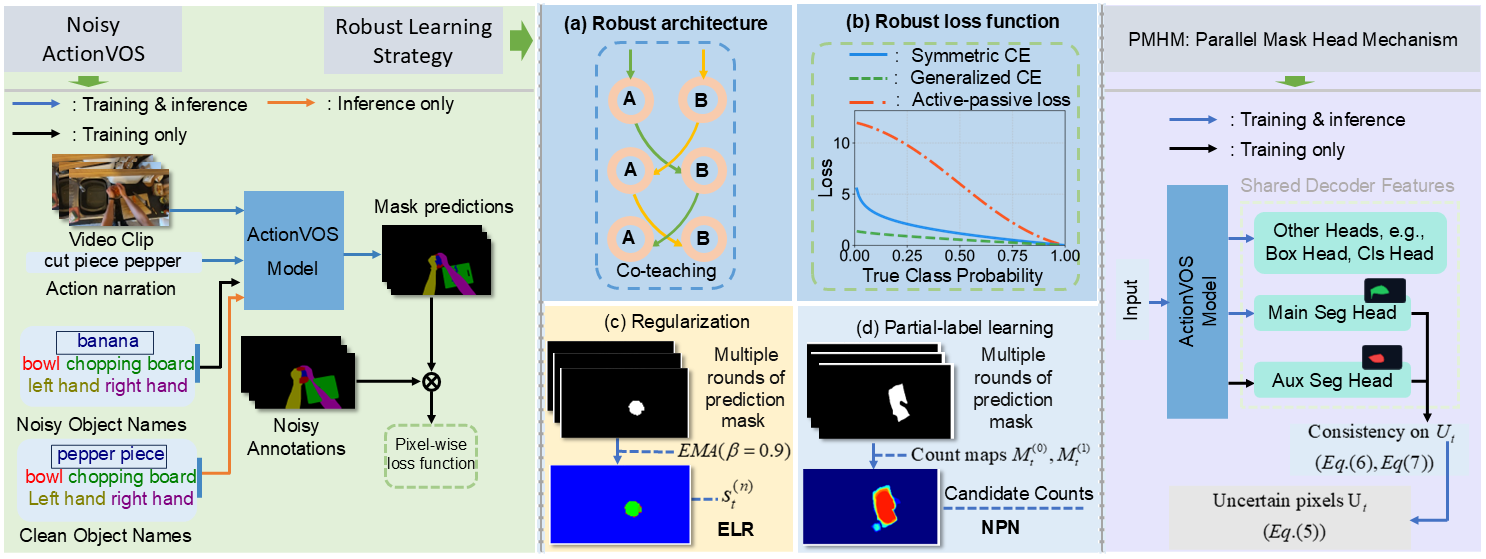 Noisy
ActionVOS
Robust Learning
Strategy
: Training & inference
: Inference only
: Training only
Video Clip
cut piece pepper
Action narration
ActionVOS
Model
Mask predictions
banana
bowl chopping board
left hand right hand
Noisy Object Names
pepper piece
bowl chopping board
Left hand right hand
Clean Object Names
Noisy
Annotations
Pixel-wise
loss function
(a) Robust architecture
A
B
A
B
A
B
Co-teaching
(b) Robust loss function
: Symmetric CE
: Generalized CE
: Active-passive loss
Loss
10
5
0
0.00 0.25 0.50 0.75 1.00
True Class Probability
(c) Regularization
Multiple
rounds of
prediction
mask
EMA(β = 0.9)
s_t^{(n)}
ELR
(d) Partial-label learning
Multiple
rounds of
prediction
mask
Count maps M_t^{(0)}, M_t^{(1)}
Candidate Counts
NPN
PMHM: Parallel Mask Head Mechanism
: Training & inference
: Training only
Shared Decoder Features
Input
ActionVOS
Model
Other Heads, e.g.,
Box Head, Cls Head
Main Seg Head
Aux Seg Head
Consistency on U_t
(Eq.(6), Eq(7))
Uncertain pixels U_t
(Eq.(5))